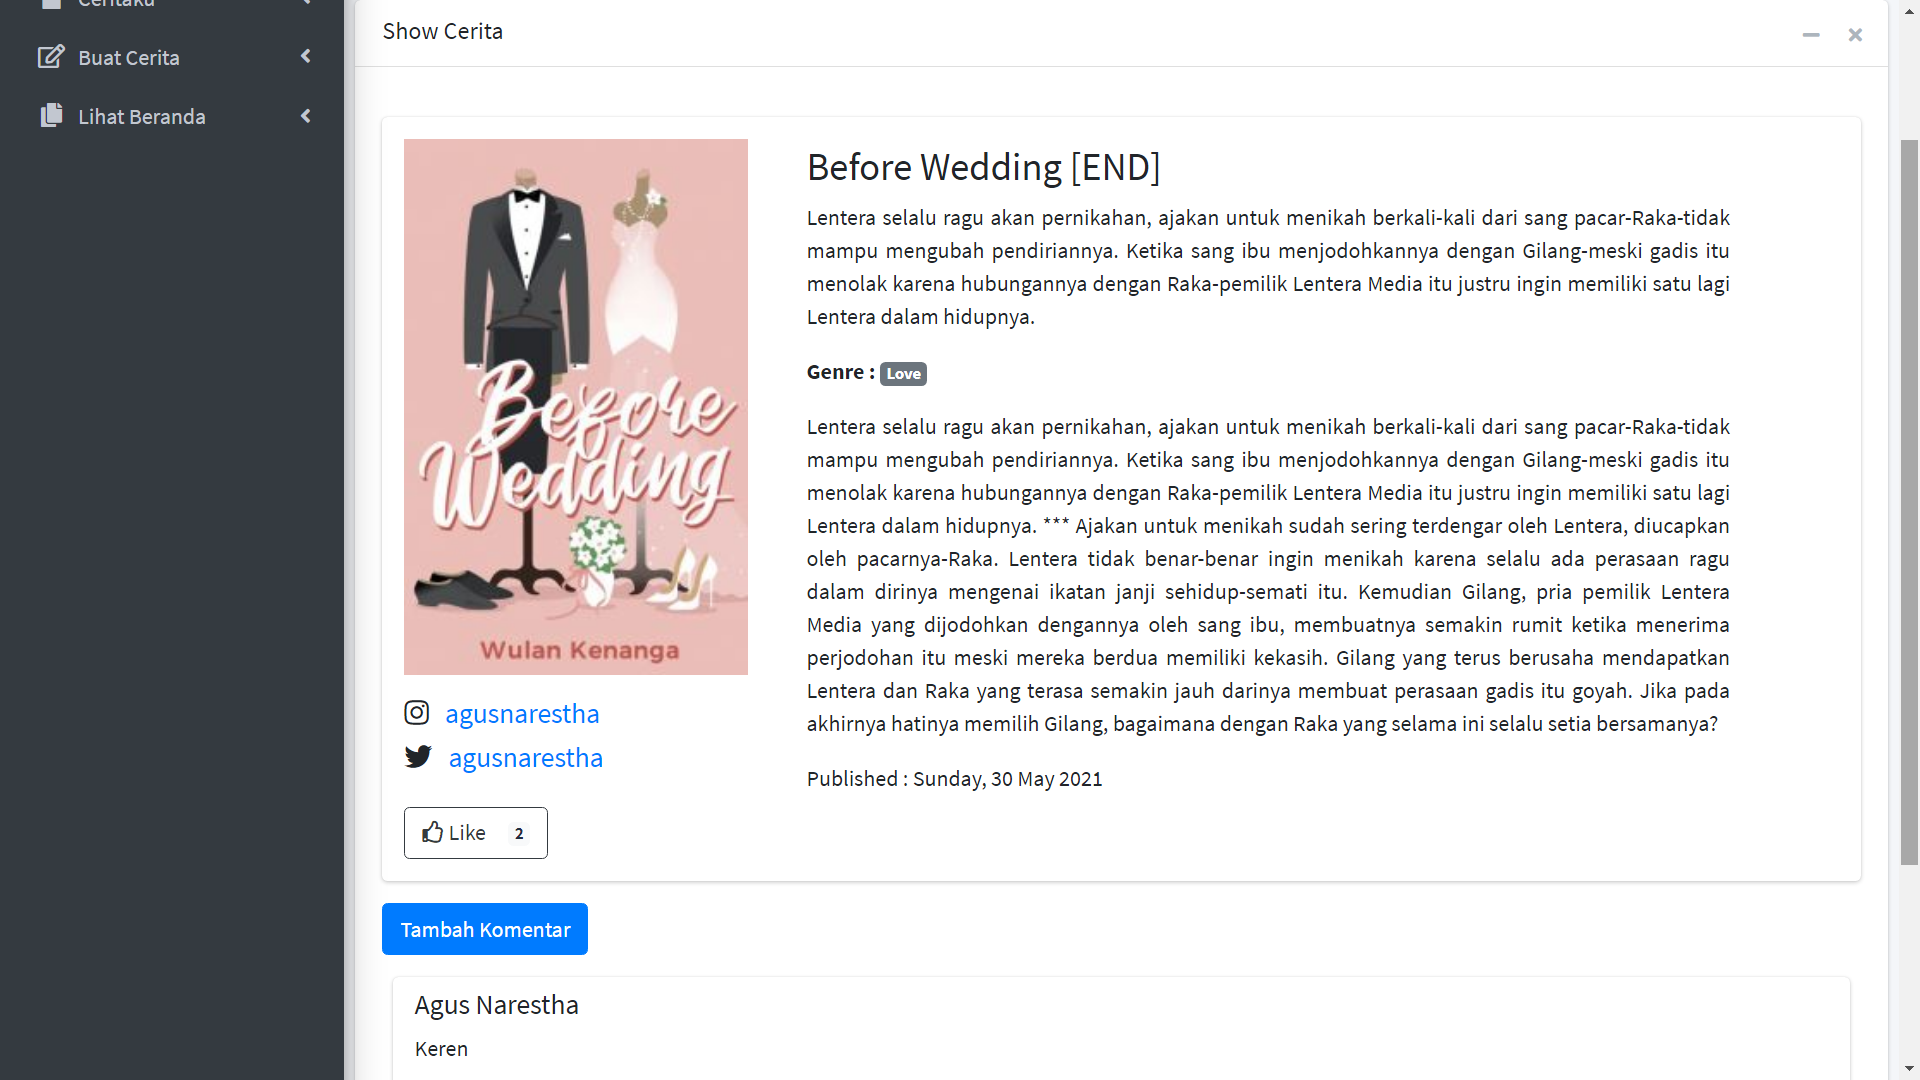 Ceritaku
Buat Cerita
Lihat Beranda
Show Cerita
Before Wedding
Wulan Kenanga
agusnarestha
agusnarestha
Like 2
Before Wedding [END]
Lentera selalu ragu akan pernikahan, ajakan untuk menikah berkali-kali dari sang pacar-Raka-tidak
mampu mengubah pendiriannya. Ketika sang ibu menjodohkannya dengan Gilang-meski gadis itu
menolak karena hubungannya dengan Raka-pemilik Lentera Media itu justru ingin memiliki satu lagi
Lentera dalam hidupnya.
Genre : Love
Lentera selalu ragu akan pernikahan, ajakan untuk menikah berkali-kali dari sang pacar-Raka-tidak
mampu mengubah pendiriannya. Ketika sang ibu menjodohkannya dengan Gilang-meski gadis itu
menolak karena hubungannya dengan Raka-pemilik Lentera Media itu justru ingin memiliki satu lagi
Lentera dalam hidupnya. *** Ajakan untuk menikah sudah sering terdengar oleh Lentera, diucapkan
oleh pacarnya-Raka. Lentera tidak benar-benar ingin menikah karena selalu ada perasaan ragu
dalam dirinya mengenai ikatan janji sehidup-semati itu. Kemudian Gilang, pria pemilik Lentera
Media yang dijodohkan dengannya oleh sang ibu, membuatnya semakin rumit ketika menerima
perjodohan itu meski mereka berdua memiliki kekasih. Gilang yang terus berusaha mendapatkan
Lentera dan Raka yang terasa semakin jauh darinya membuat perasaan gadis itu goyah. Jika pada
akhirnya hatinya memilih Gilang, bagaimana dengan Raka yang selama ini selalu setia bersamanya?
Published : Sunday, 30 May 2021
Tambah Komentar
Agus Narestha
Keren